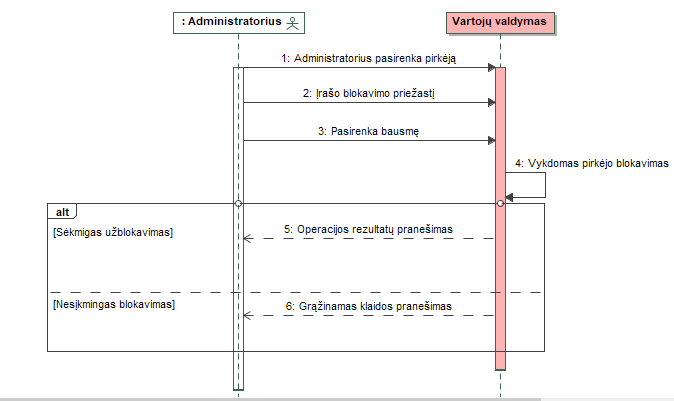 : Administratorius
Vartojų valdymas
1: Administratorius pasirenka pirkėją
2: Įrašo blokavimo priežastį
3: Pasirenka bausmę
4: Vykdomas pirkėjo blokavimas
alt
[Sėkmigas užblokavimas]
5: Operacijos rezultatų pranešimas
[Nesįkmingas blokavimas]
6: Grąžinamas klaidos pranešimas